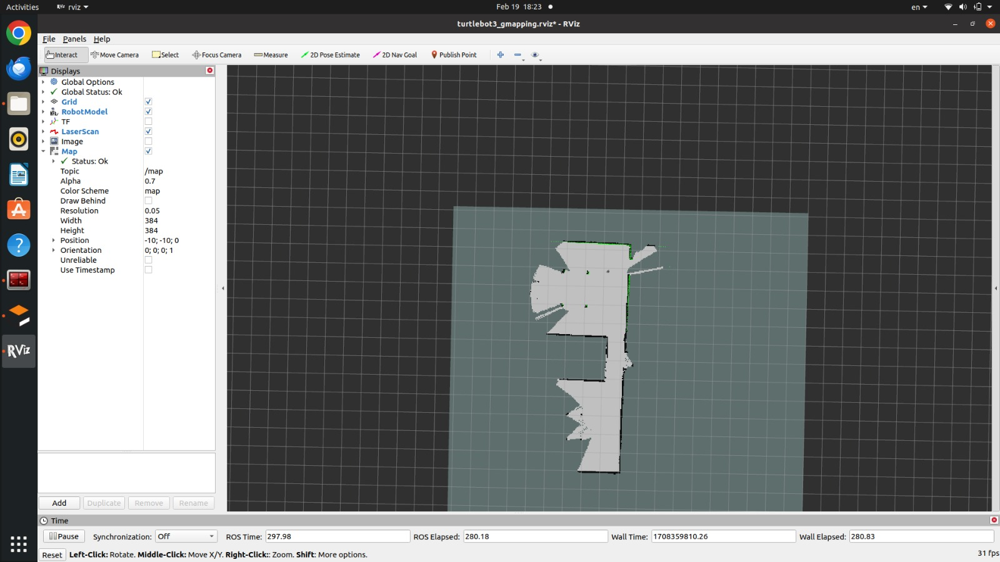 Activities rviz Feb 19 18:23 en
turtlebot3_gmapping.rviz* - RViz
File Panels Help
Interact Move Camera Select Focus Camera Measure 2D Pose Estimate 2D Nav Goal Publish Point
Displays
Global Options
Global Status: Ok
Grid
RobotModel
TF
LaserScan
Image
Map
Status: Ok
Topic /map
Alpha 0.7
Color Scheme map
Draw Behind
Resolution 0.05
Width 384
Height 384
Position -10; -10; 0
Orientation 0; 0; 0; 1
Unreliable
Use Timestamp
RViz
Add Duplicate Remove Rename
Time
Pause Synchronization: Off ROS Time: 297.98 ROS Elapsed: 280.18 Wall Time: 1708359810.26 Wall Elapsed: 280.83
Reset Left-Click: Rotate. Middle-Click: Move X/Y. Right-Click:: Zoom. Shift: More options. 31 fps